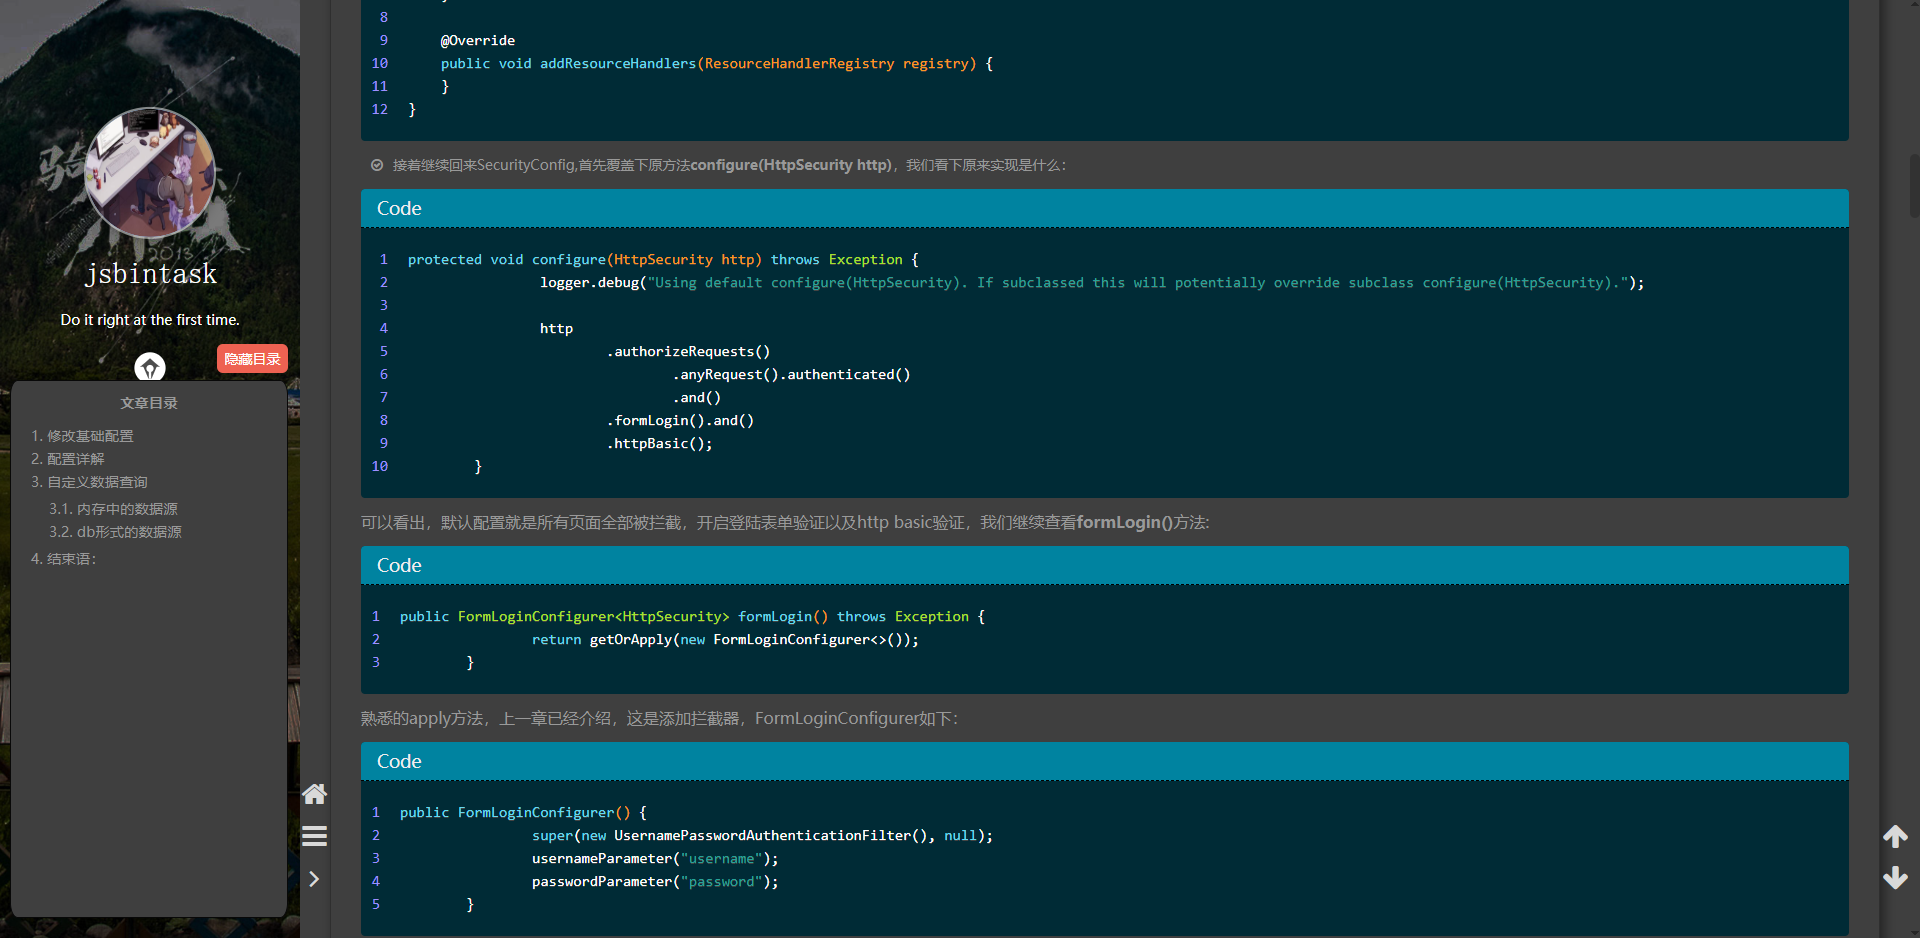 jsbintask
Do it right at the first time.
隐藏目录
文章目录
1. 修改基础配置
2. 配置详解
3. 自定义数据查询
3.1. 内存中的数据源
3.2. db形式的数据源
4. 结束语：
8
9 @Override
10 public void addResourceHandlers(ResourceHandlerRegistry registry) {
11 }
12 }
接着继续回来SecurityConfig,首先覆盖下原方法configure(HttpSecurity http)，我们看下原来实现是什么：
Code
1 protected void configure(HttpSecurity http) throws Exception {
2 logger.debug("Using default configure(HttpSecurity). If subclassed this will potentially override subclass configure(HttpSecurity).");
3
4 http
5 .authorizeRequests()
6 .anyRequest().authenticated()
7 .and()
8 .formLogin().and()
9 .httpBasic();
10 }
可以看出，默认配置就是所有页面全部被拦截，开启登陆表单验证以及http basic验证，我们继续查看formLogin()方法:
Code
1 public FormLoginConfigurer<HttpSecurity> formLogin() throws Exception {
2 return getOrApply(new FormLoginConfigurer<>());
3 }
熟悉的apply方法，上一章已经介绍，这是添加拦截器，FormLoginConfigurer如下：
Code
1 public FormLoginConfigurer() {
2 super(new UsernamePasswordAuthenticationFilter(), null);
3 usernameParameter("username");
4 passwordParameter("password");
5 }